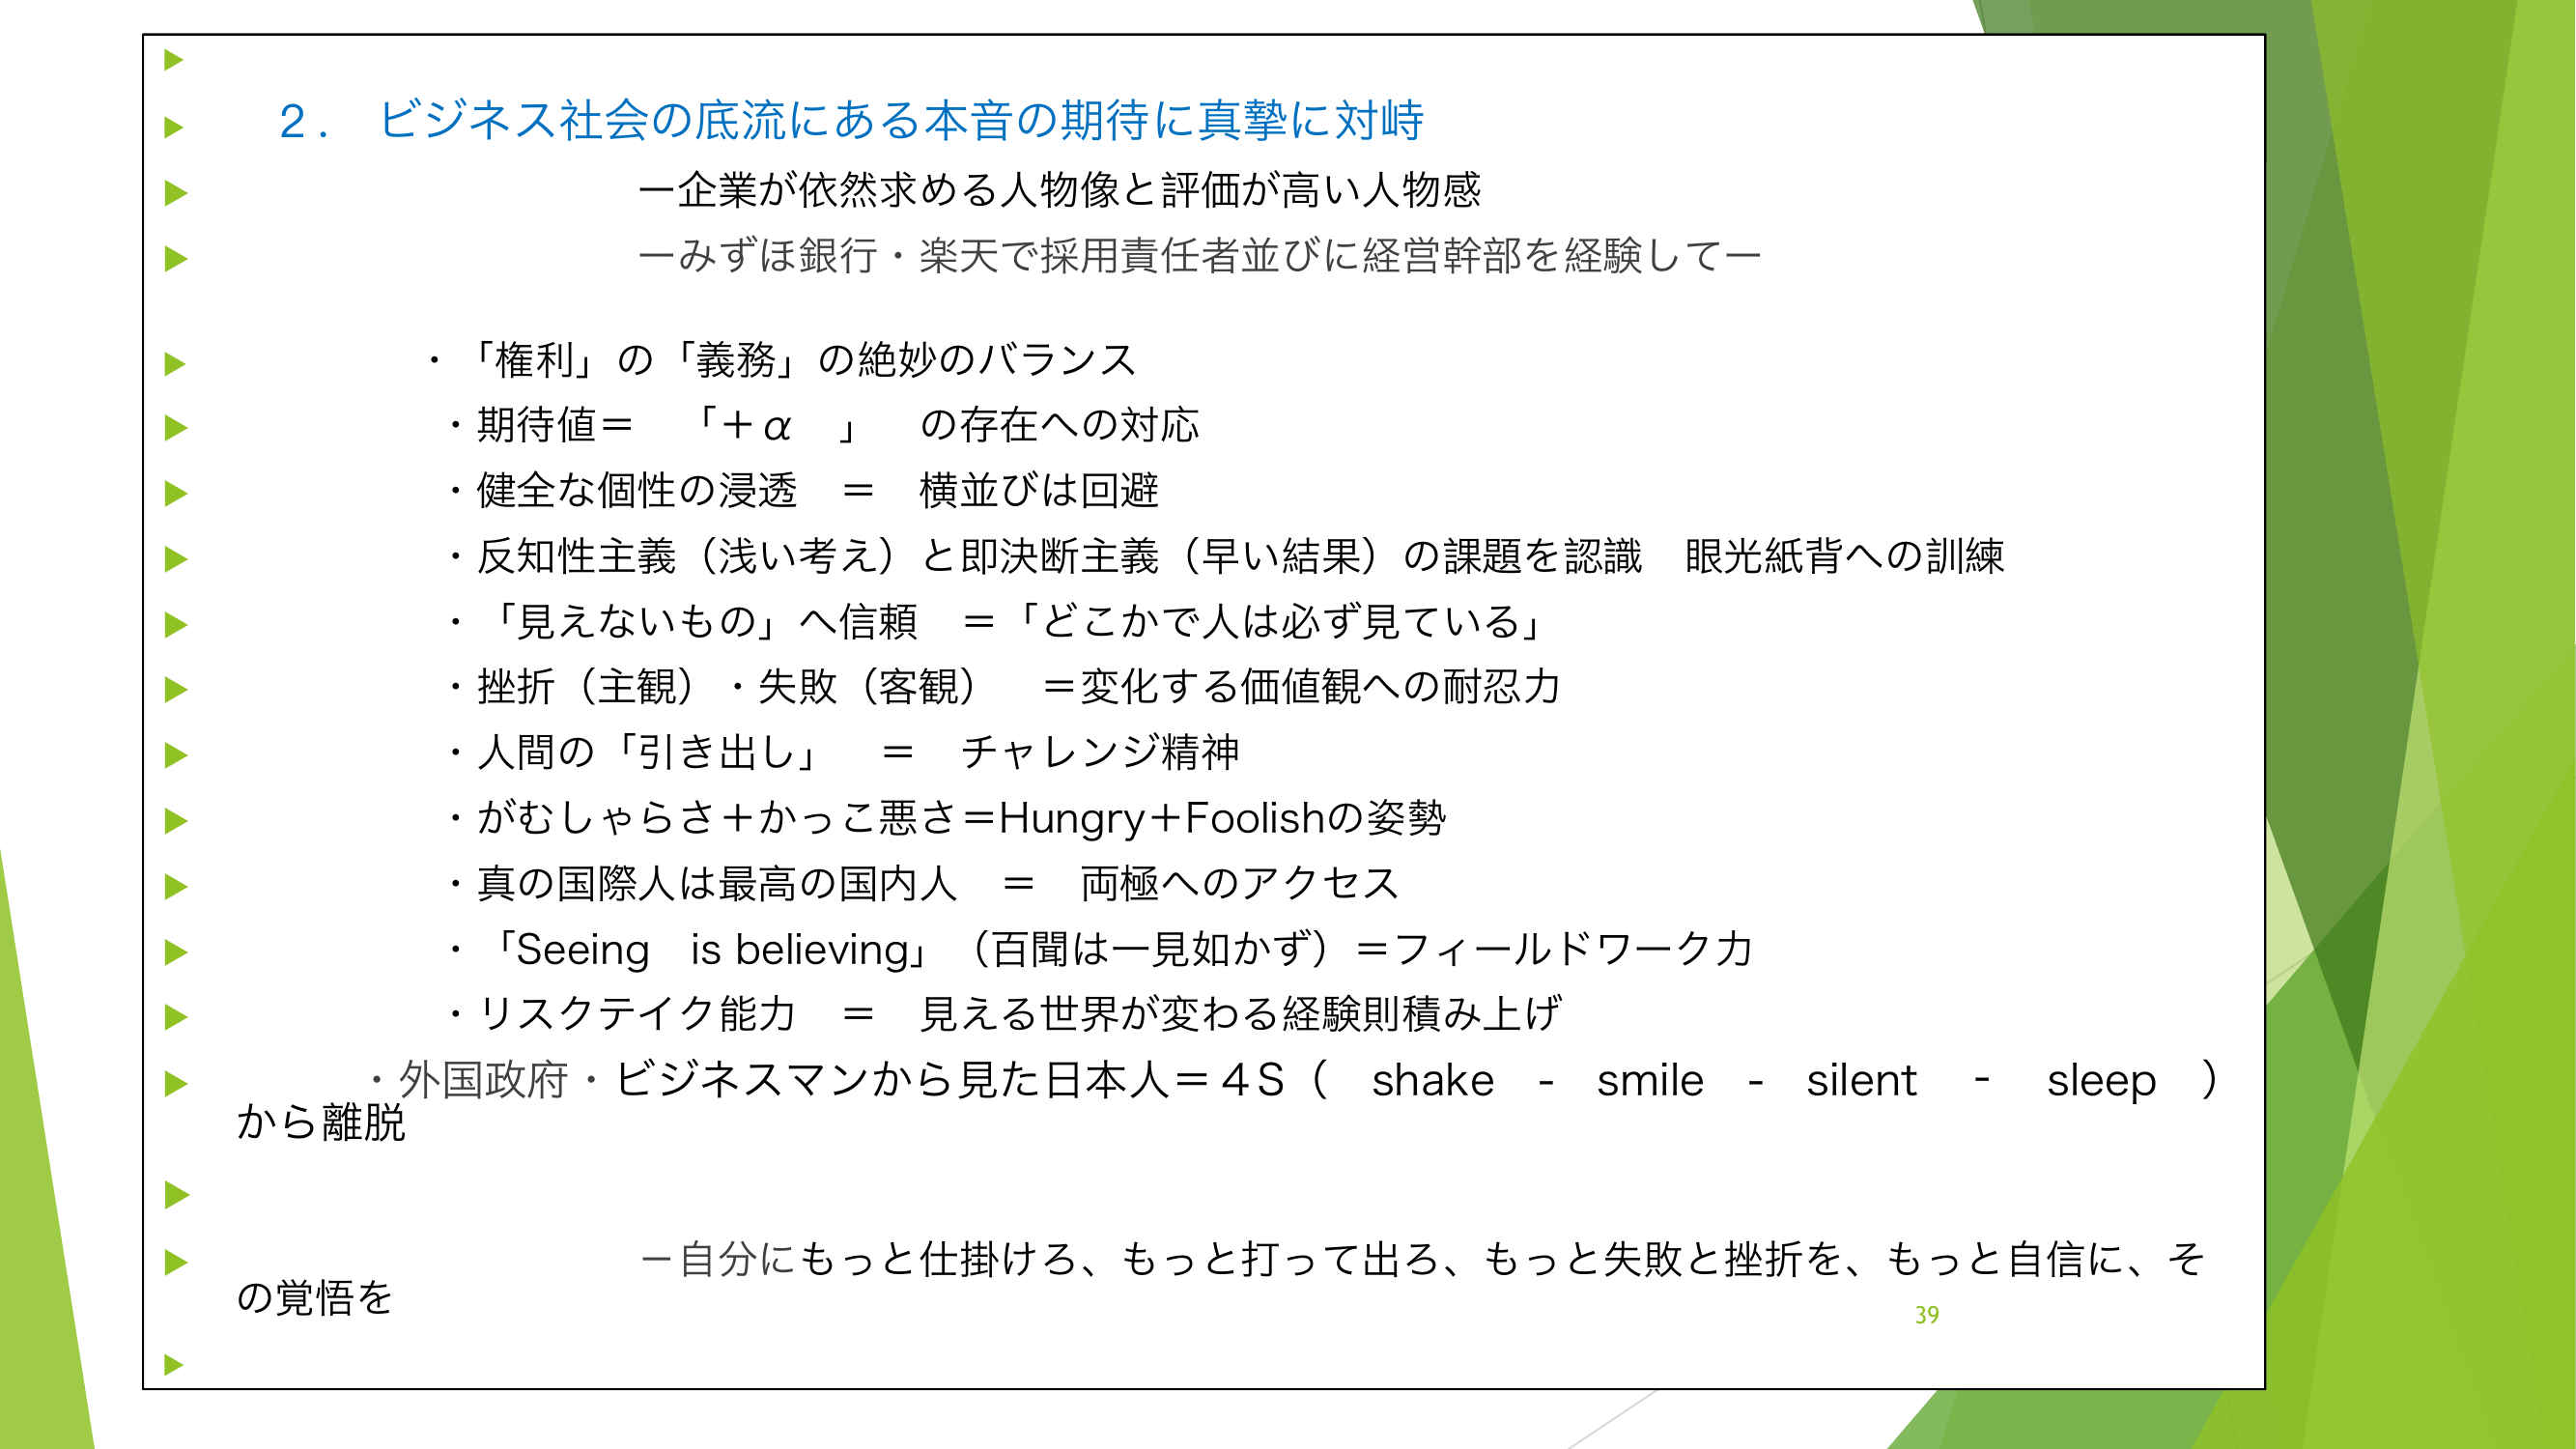 ２． ビジネス社会の底流にある本音の期待に真摯に対峙
ー企業が依然求める人物像と評価が高い人物感
ーみずほ銀行・楽天で採用責任者並びに経営幹部を経験してー
・「権利」の「義務」の絶妙のバランス
・期待値＝　「＋α　」　の存在への対応
・健全な個性の浸透　＝　横並びは回避
・反知性主義（浅い考え）と即決断主義（早い結果）の課題を認識　眼光紙背への訓練
・「見えないもの」へ信頼　＝「どこかで人は必ず見ている」
・挫折（主観）・失敗（客観）　＝変化する価値観への耐忍力
・人間の「引き出し」　＝　チャレンジ精神
・がむしゃらさ＋かっこ悪さ＝Hungry＋Foolishの姿勢
・真の国際人は最高の国内人　＝　両極へのアクセス
・「Seeing　is believing」（百聞は一見如かず）＝フィールドワーク力
・リスクテイク能力　＝　見える世界が変わる経験則積み上げ
・外国政府・ビジネスマンから見た日本人＝４S（　shake　-　smile　-　silent　-　sleep　）
から離脱
－自分にもっと仕掛けろ、もっと打って出ろ、もっと失敗と挫折を、もっと自信に、そ
の覚悟を
39